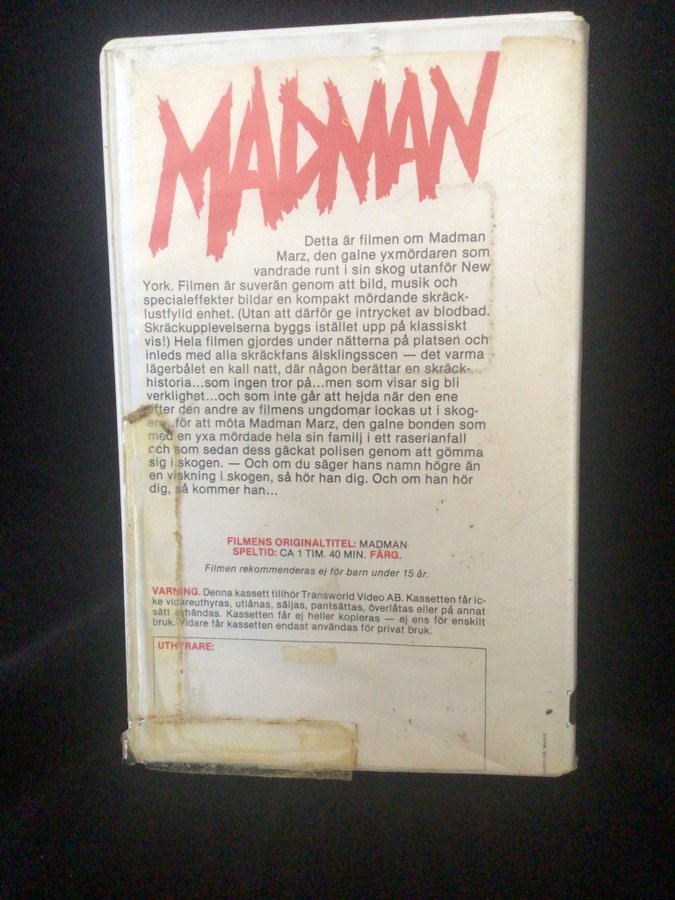 MADMAN
Detta är filmen om Madman
Marz, den galne yxmördaren som
vandrade runt i sin skog utanför New
York. Filmen är suverän genom att bild, musik och
specialeffekter bildar en kompakt mördande skräck-
lustfylld enhet. (Utan att därför ge intrycket av blodbad.
Skräckupplevelserna byggs istället upp på klassiskt
vis!) Hela filmen gjordes under nätterna på platsen och
inleds med alla skräckfans älsklingsscen — det varma
lägerbålet en kall natt, där någon berättar en skräck-
historia...som ingen tror på...men som visar sig bli
verklighet...och som inte går att hejda när den ene
efter den andre av filmens ungdomar lockas ut i skog-
en, för att möta Madman Marz, den galne bonden som
med en yxa mördade hela sin familj i ett raserianfall
och som sedan dess gäckat polisen genom att gömma
sig i skogen. — Och om du säger hans namn högre än
en viskning i skogen, så hör han dig. Och om han hör
dig, så kommer han...
FILMENS ORIGINALTITEL: MADMAN
SPELTID: CA 1 TIM. 40 MIN. FÄRG.
Filmen rekommenderas ej för barn under 15 år.
VARNING. Denna kassett tillhör Transworld Video AB. Kassetten får ic-
ke vidareuthyras, utlånas, säljas, pantsättas, överlåtas eller på annat
sätt avhändas. Kassetten får ej heller kopieras — ej ens för enskilt
bruk. Vidare får kassetten endast användas för privat bruk.
UTHYRARE: